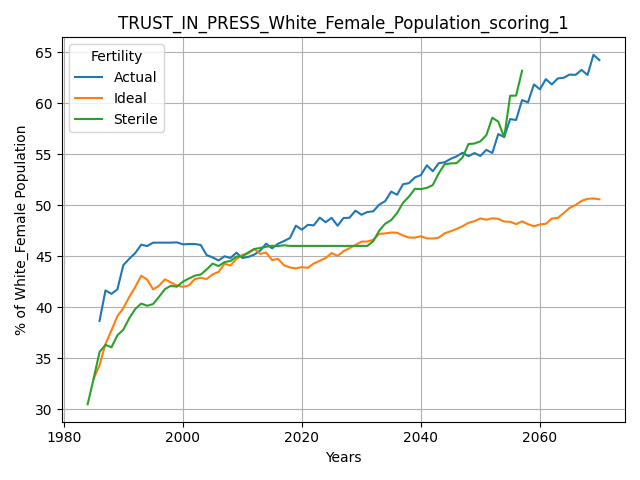 TRUST_IN_PRESS_White_Female_Population_scoring_1
Fertility
Actual
Ideal
Sterile
65
60
55
50
45
40
35
30
% of White_Female Population
1980
2000
2020
2040
2060
Years